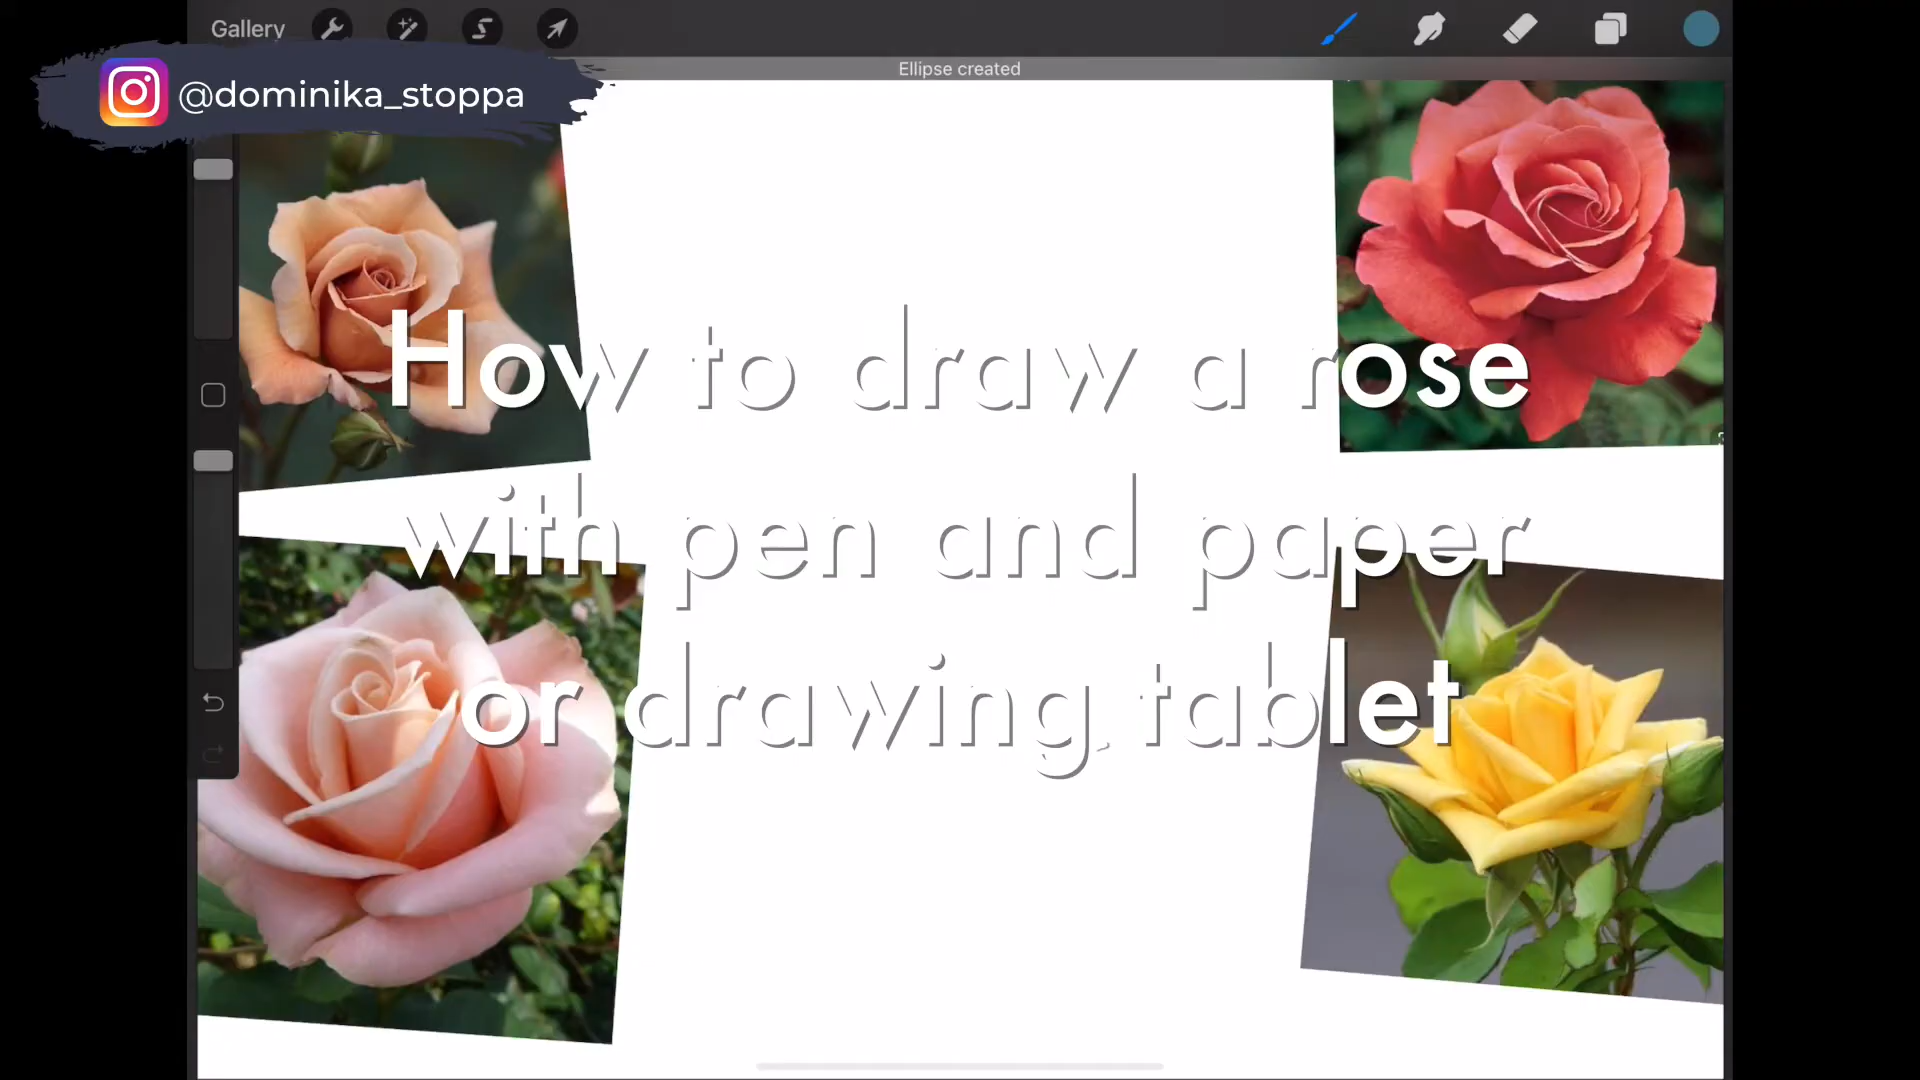 Gallery
Ellipse created
@dominika_stoppa
How to draw a rose
with pen and paper
or drawing tablet